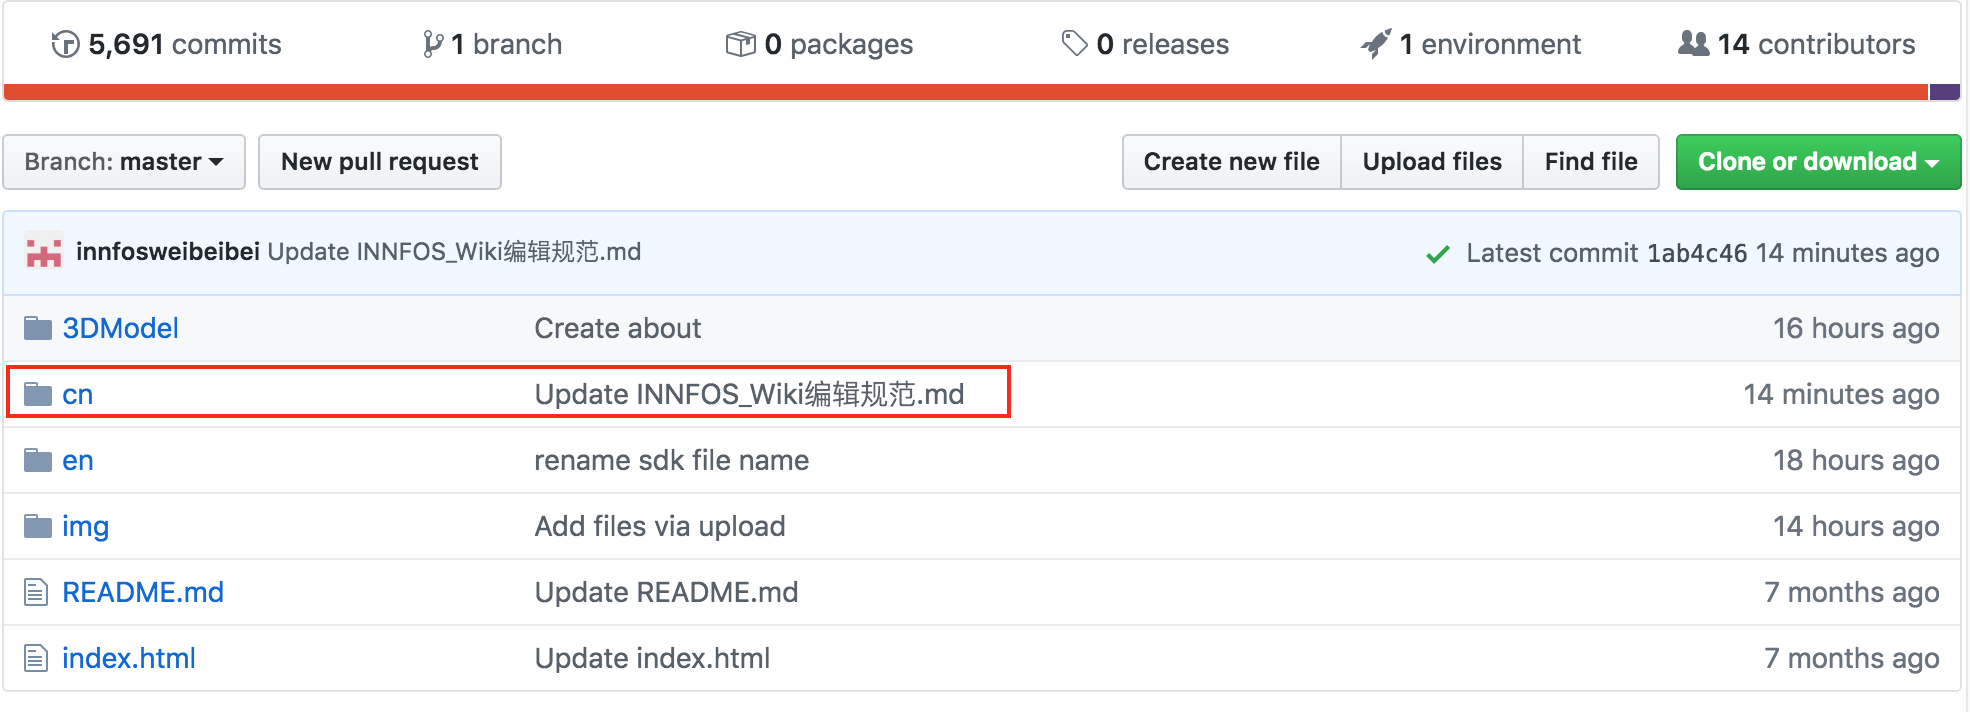 5,691 commits 1 branch 0 packages 0 releases 1 environment 14 contributors
Branch: master New pull request Create new file Upload files Find file Clone or download
innfosweibeibei Update INNFOS_Wiki编辑规范.md Latest commit 1ab4c46 14 minutes ago
3DModel Create about 16 hours ago
cn Update INNFOS_Wiki编辑规范.md 14 minutes ago
en rename sdk file name 18 hours ago
img Add files via upload 14 hours ago
README.md Update README.md 7 months ago
index.html Update index.html 7 months ago